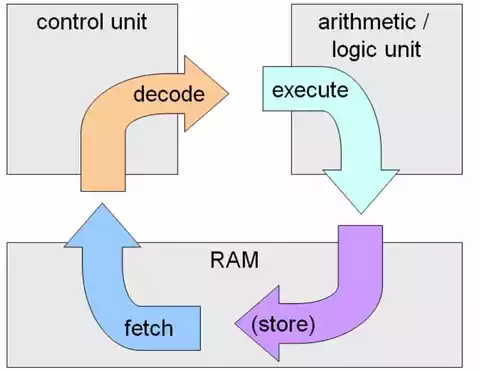 control unit
arithmetic /
logic unit
decode
execute
RAM
fetch
(store)